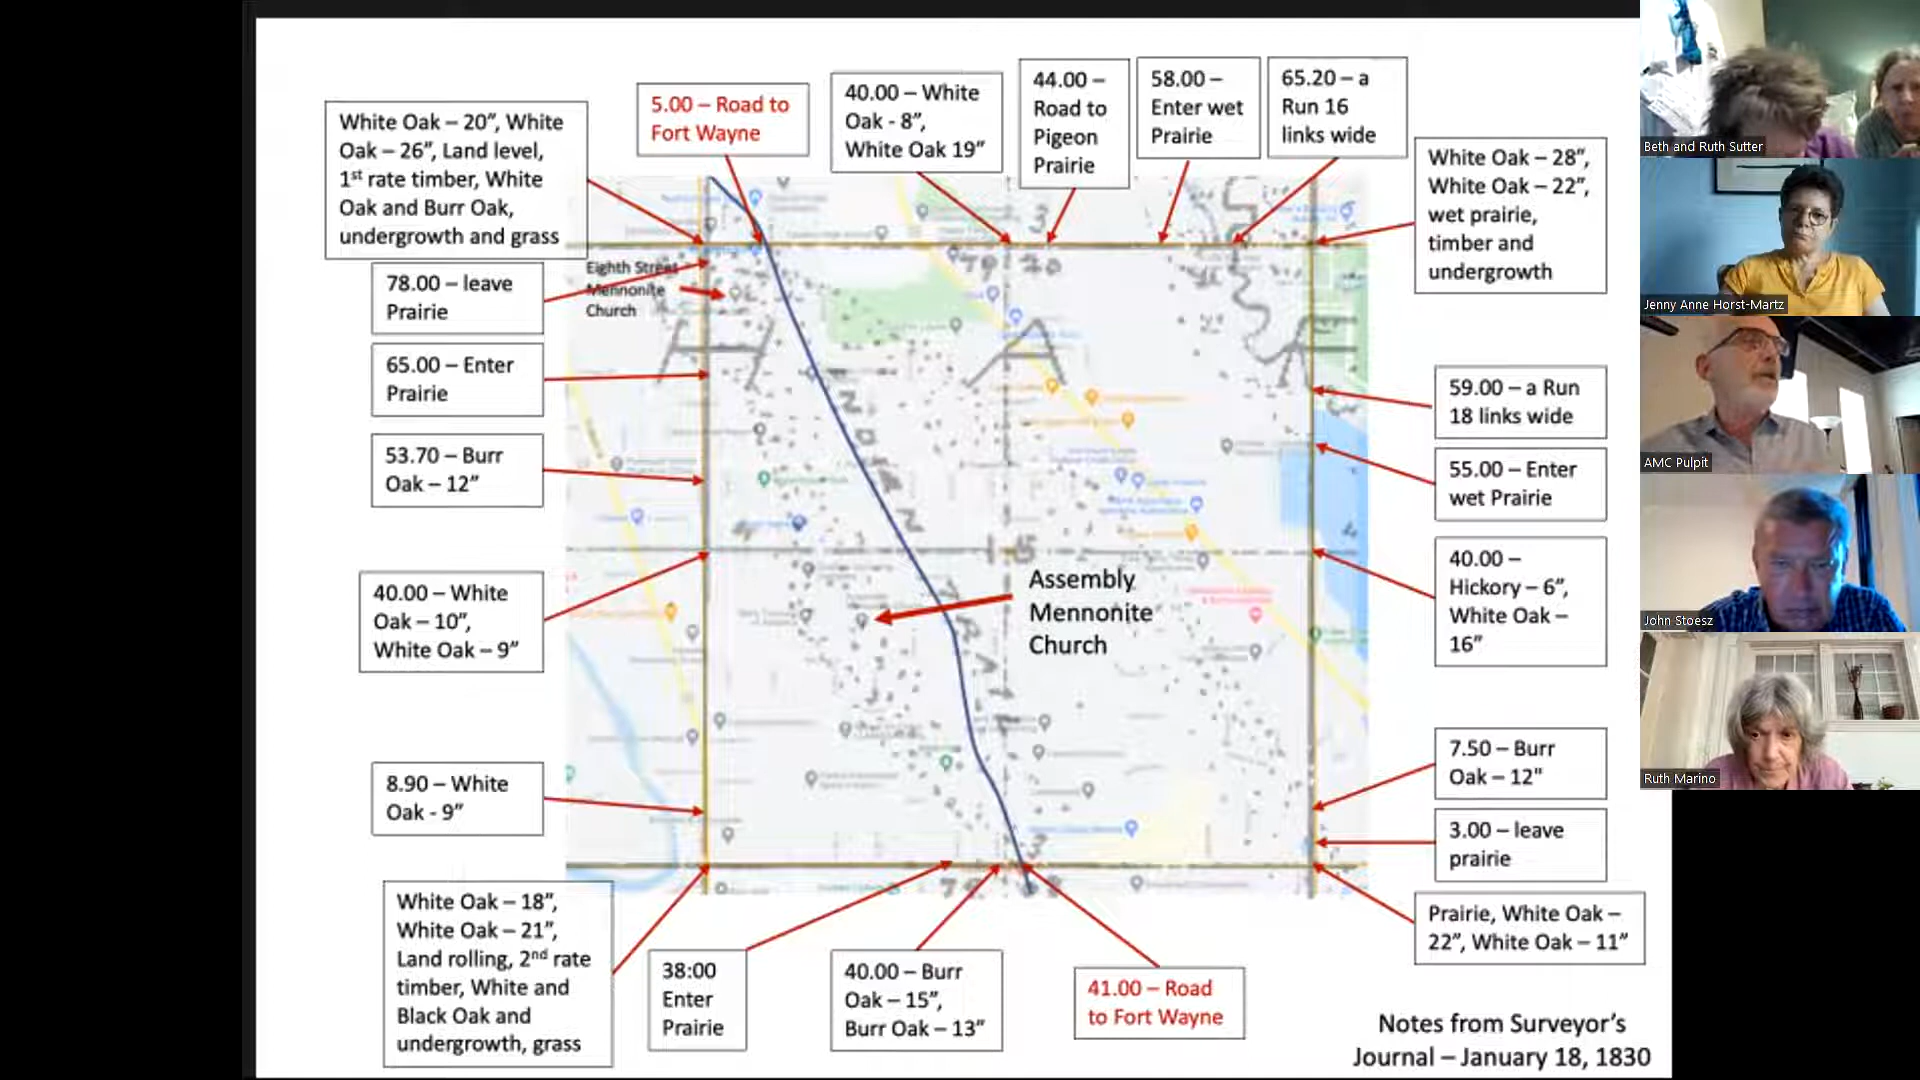 White Oak – 20”, White
Oak – 26”, Land level,
1st rate timber, White
Oak and Burr Oak,
undergrowth and grass
5.00 – Road to
Fort Wayne
40.00 – White
Oak - 8”,
White Oak 19”
44.00 –
Road to
Pigeon
Prairie
58.00 –
Enter wet
Prairie
65.20 – a
Run 16
links wide
White Oak – 28”,
White Oak – 22”,
wet prairie,
timber and
undergrowth
78.00 – leave
Prairie
Eighth Street
Mennonite
Church
65.00 – Enter
Prairie
53.70 – Burr
Oak – 12”
40.00 – White
Oak – 10”,
White Oak – 9”
8.90 – White
Oak - 9”
White Oak – 18”,
White Oak – 21”,
Land rolling, 2nd rate
timber, White and
Black Oak and
undergrowth, grass
38:00
Enter
Prairie
40.00 – Burr
Oak – 15”,
Burr Oak – 13”
41.00 – Road
to Fort Wayne
Assembly
Mennonite
Church
59.00 – a Run
18 links wide
55.00 – Enter
wet Prairie
40.00 –
Hickory – 6”,
White Oak –
16”
7.50 – Burr
Oak – 12”
3.00 – leave
prairie
Prairie, White Oak –
22”, White Oak – 11”
Notes from Surveyor’s
Journal – January 18, 1830
Beth and Ruth Sutter
Jenny Anne Horst-Martz
AMC Pulpit
John Stoesz
Ruth Marino